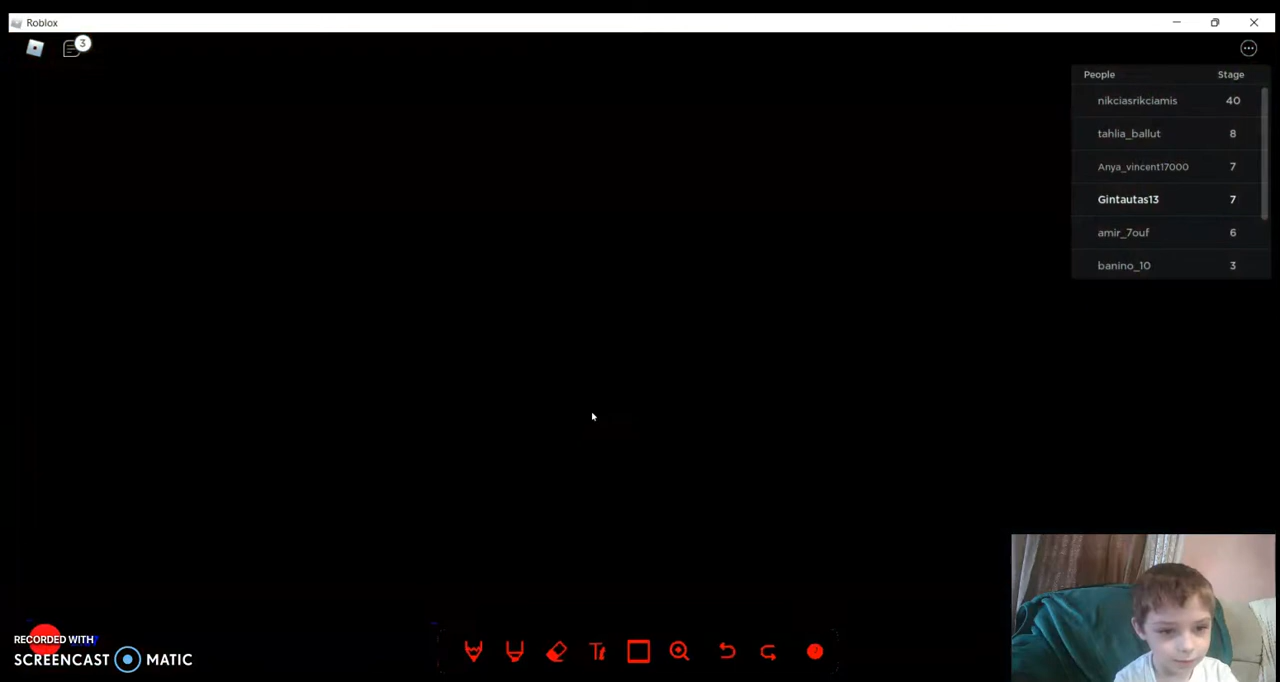 Roblox
3
People Stage
nikciasrikciamis 40
tahlia_ballut 8
Anya_vincent17000 7
Gintautas13 7
amir_7ouf 6
banino_10 3
RECORDED WITH
SCREENCAST MATIC